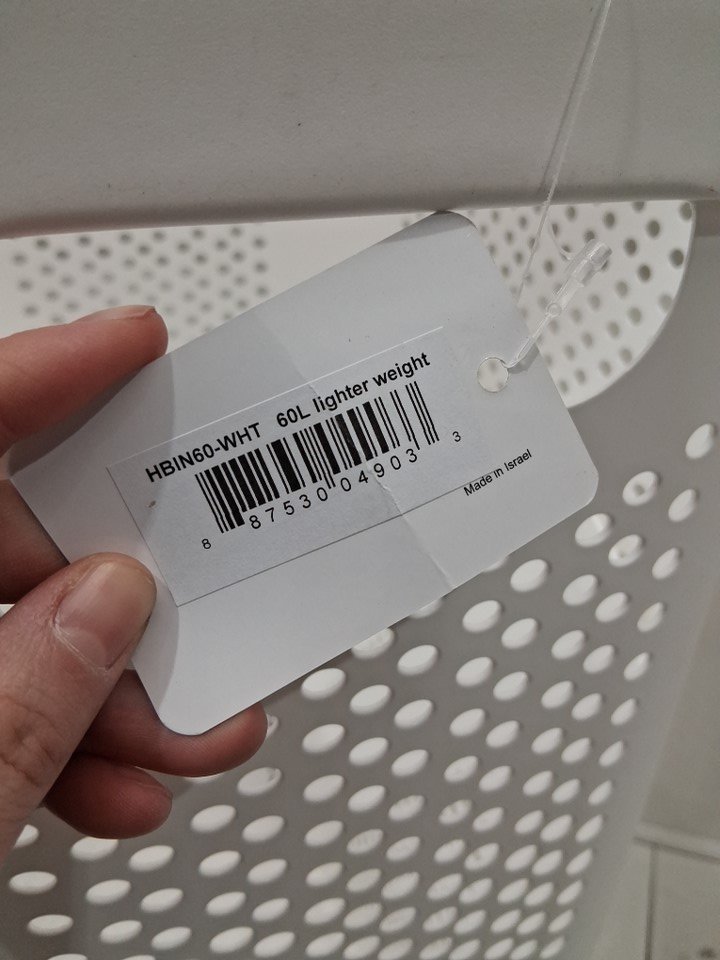 HBIN60-WHT 60L lighter weight
8 87530 04903 3
Made in Israel